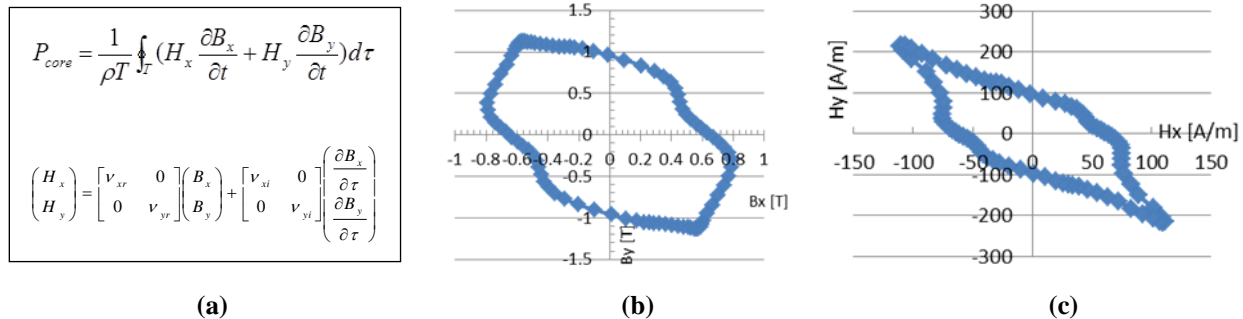 P_core = 1/(ρT) ∮_T (H_x ∂B_x/∂t + H_y ∂B_y/∂t)dτ
(H_x H_y) = [ν_xr 0 0 ν_yr](B_x B_y) + [ν_xi 0 0 ν_yi](∂B_x/∂τ ∂B_y/∂τ)
(a)
1.5
1
0.5
0
-0.5
-1
-1.5
-1 -0.8 -0.6 -0.4 -0.2 0 0.2 0.4 0.6 0.8 1
Bx [T]
By [T]
(b)
300
200
100
0
-100
-200
-300
-150 -100 -50 0 50 100 150
Hy [A/m]
Hx [A/m]
(c)